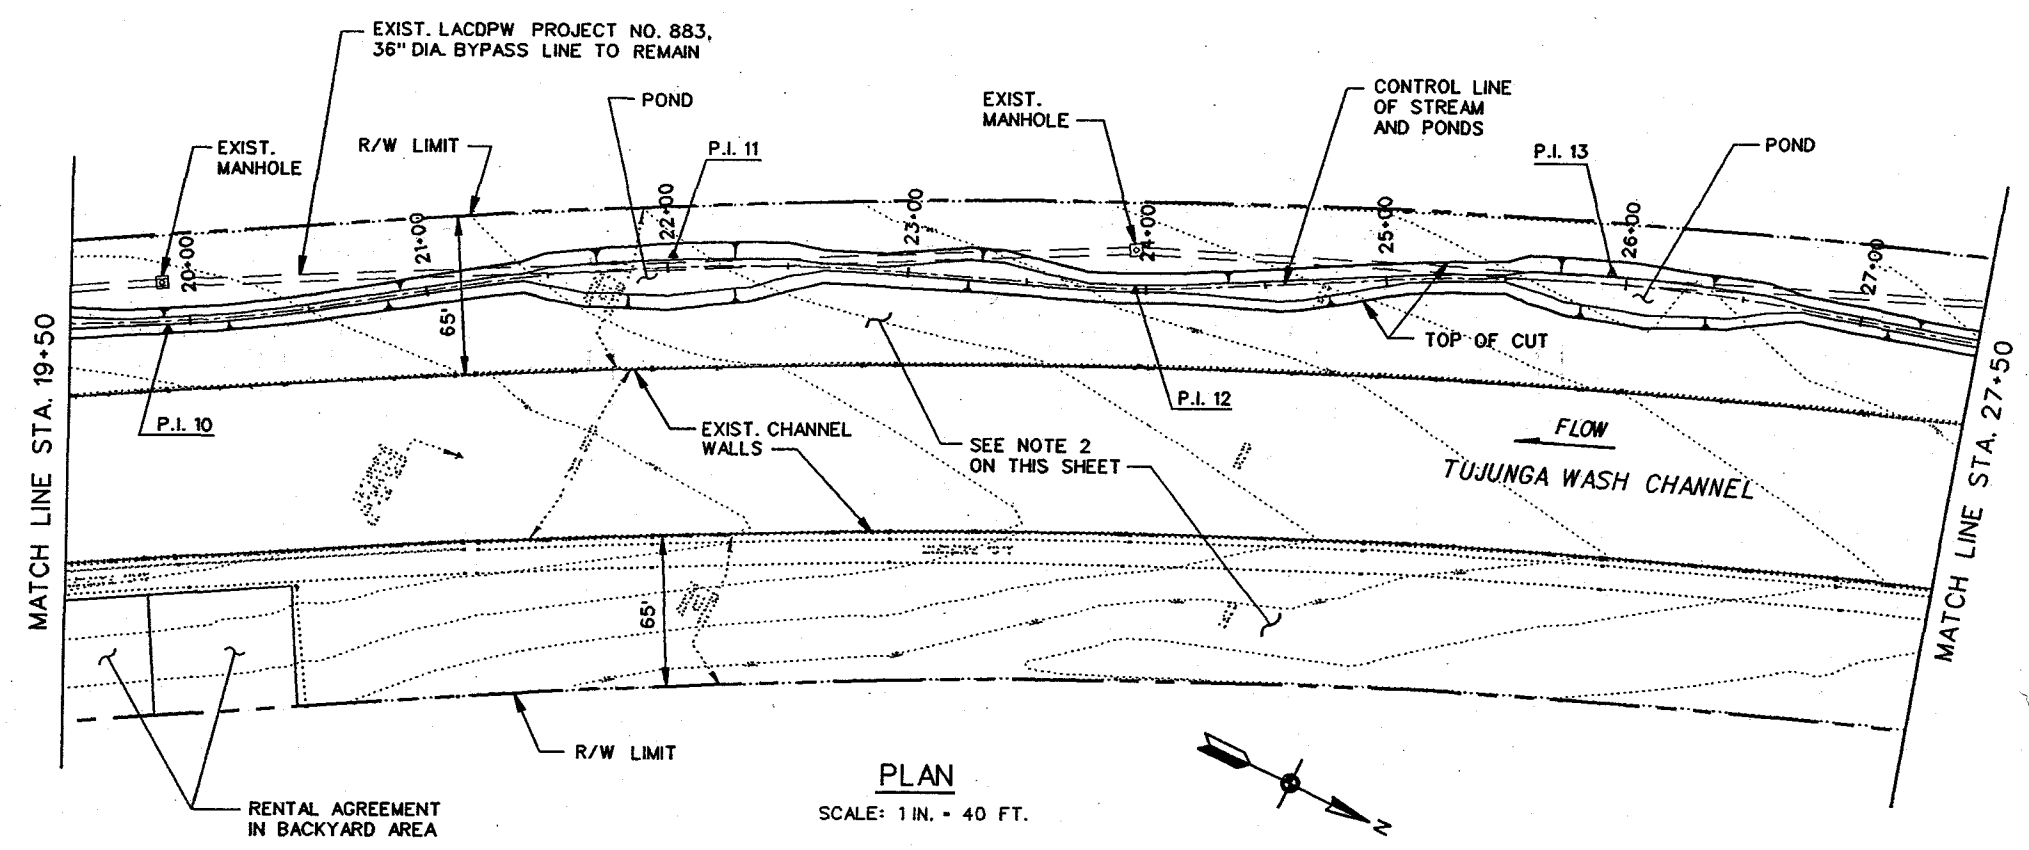 EXIST. LACDPW PROJECT NO. 883,
36" DIA. BYPASS LINE TO REMAIN
POND
EXIST.
MANHOLE
CONTROL LINE
OF STREAM
AND PONDS
EXIST.
MANHOLE
R/W LIMIT
P.I. 11
P.I. 13
POND
20+00
21+00
22+00
23+00
24+00
25+00
26+00
27+00
65'
TOP OF CUT
P.I. 10
P.I. 12
EXIST. CHANNEL
WALLS
SEE NOTE 2
ON THIS SHEET
FLOW
TUJUNGA WASH CHANNEL
MATCH LINE STA. 19+50
MATCH LINE STA. 27+50
65'
R/W LIMIT
RENTAL AGREEMENT
IN BACKYARD AREA
PLAN
SCALE: 1 IN. = 40 FT.
N